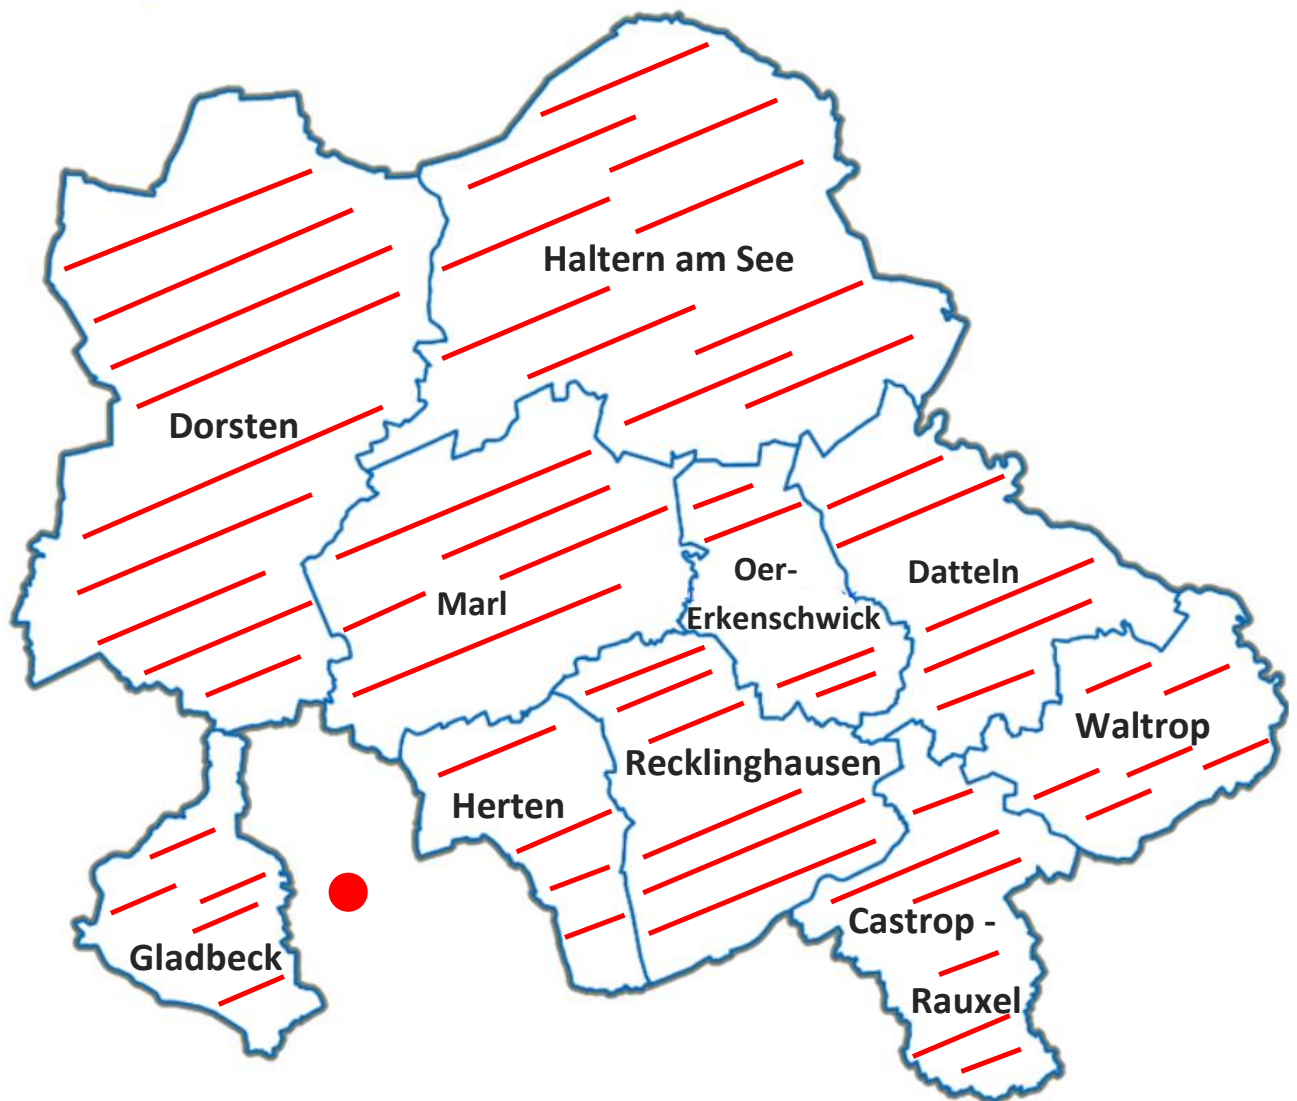 Haltern am See
Dorsten
Oer-
Erkenschwick
Datteln
Marl
Waltrop
Recklinghausen
Herten
Castrop -
Rauxel
Gladbeck